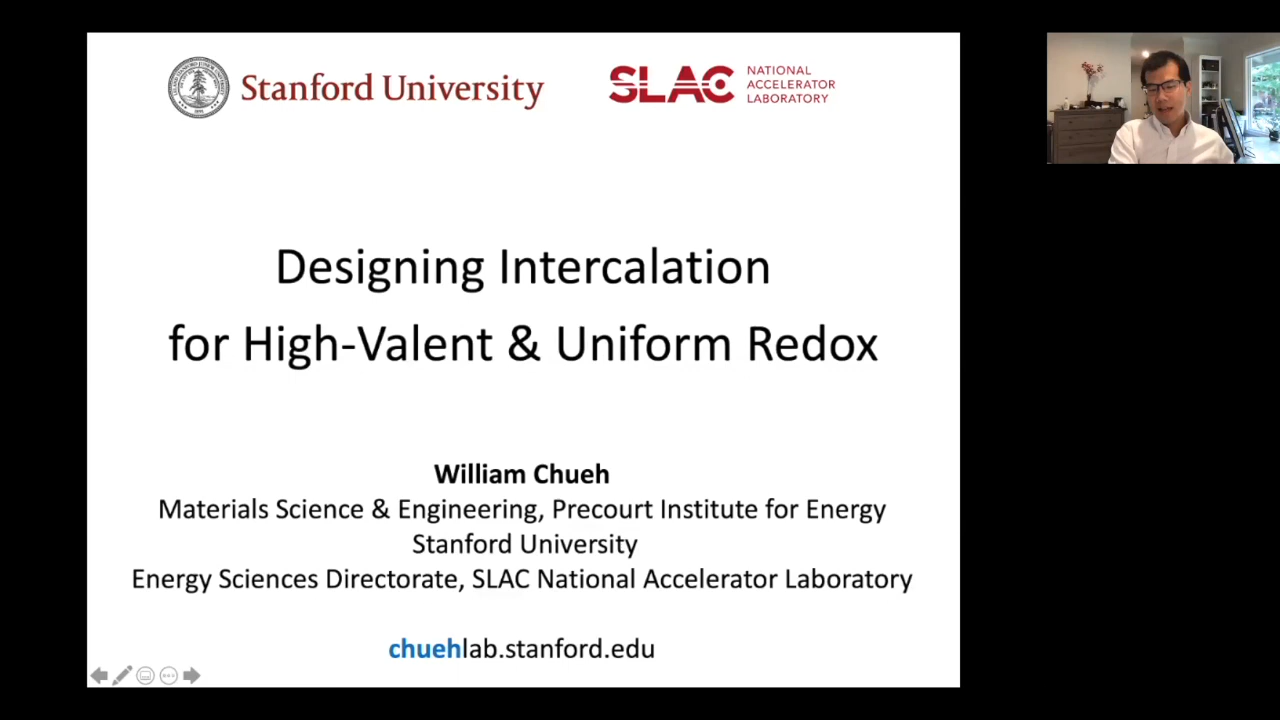 Stanford University
SLAC NATIONAL ACCELERATOR LABORATORY
Designing Intercalation
for High-Valent & Uniform Redox
William Chueh
Materials Science & Engineering, Precourt Institute for Energy
Stanford University
Energy Sciences Directorate, SLAC National Accelerator Laboratory
chuehlab.stanford.edu